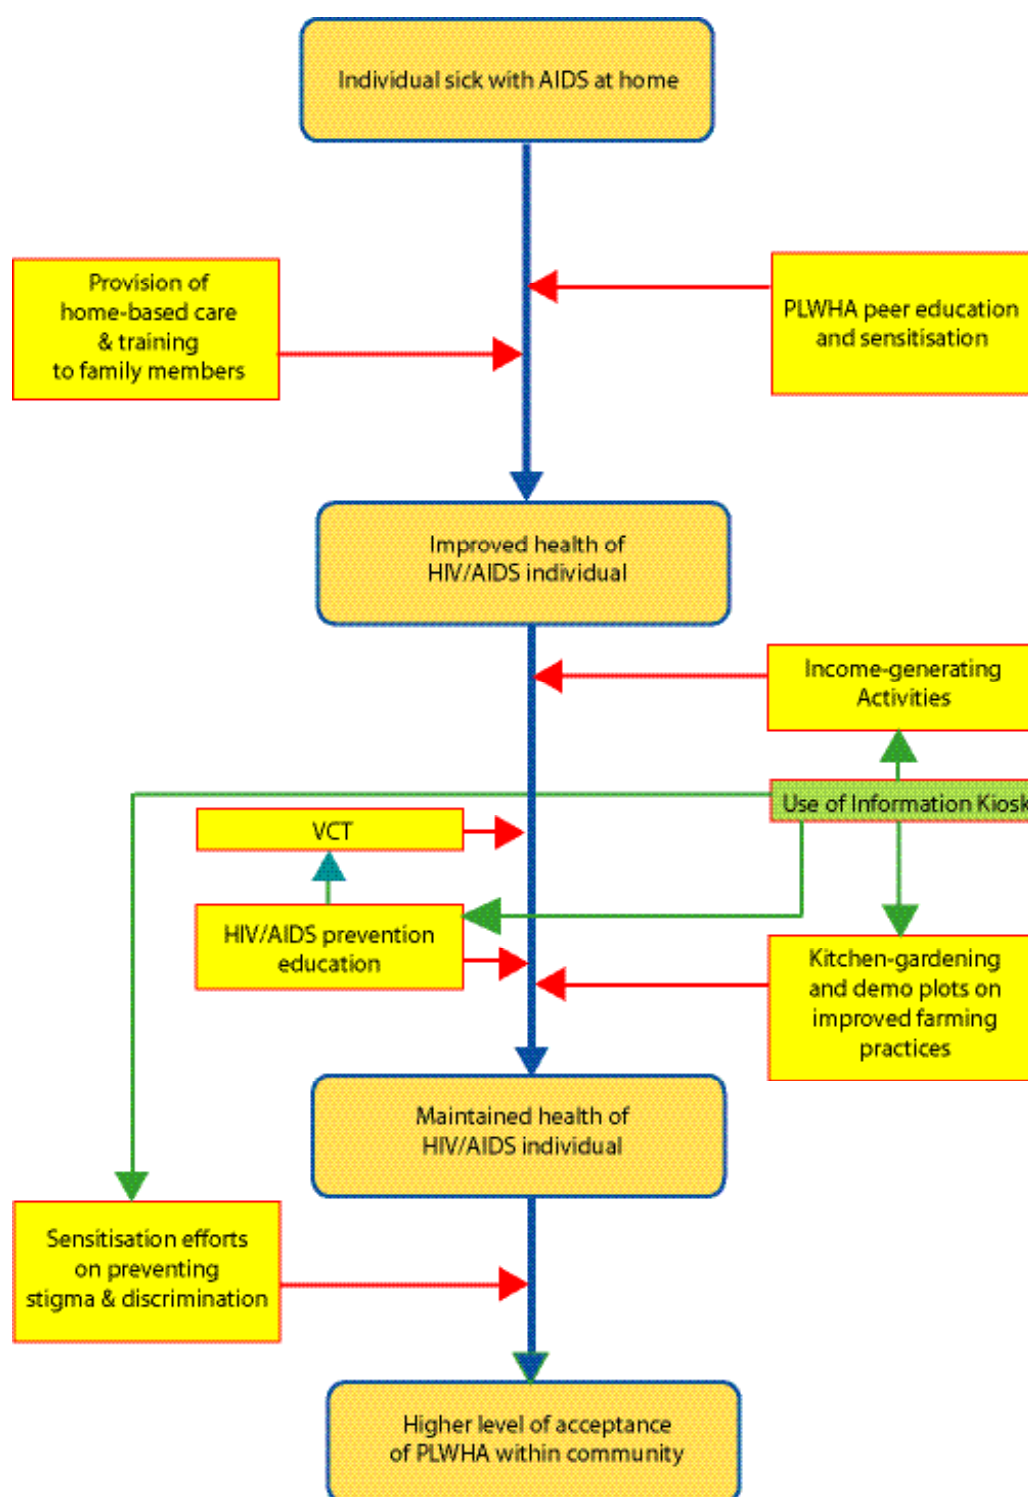 Individual sick with AIDS at home
Provision of
home-based care
& training
to family members
PLWHA peer education
and sensitisation
Improved health of
HIV/AIDS individual
Income-generating
Activities
Use of Information Kiosk
VCT
HIV/AIDS prevention
education
Kitchen-gardening
and demo plots on
improved farming
practices
Maintained health of
HIV/AIDS individual
Sensitisation efforts
on preventing
stigma & discrimination
Higher level of acceptance
of PLWHA within community